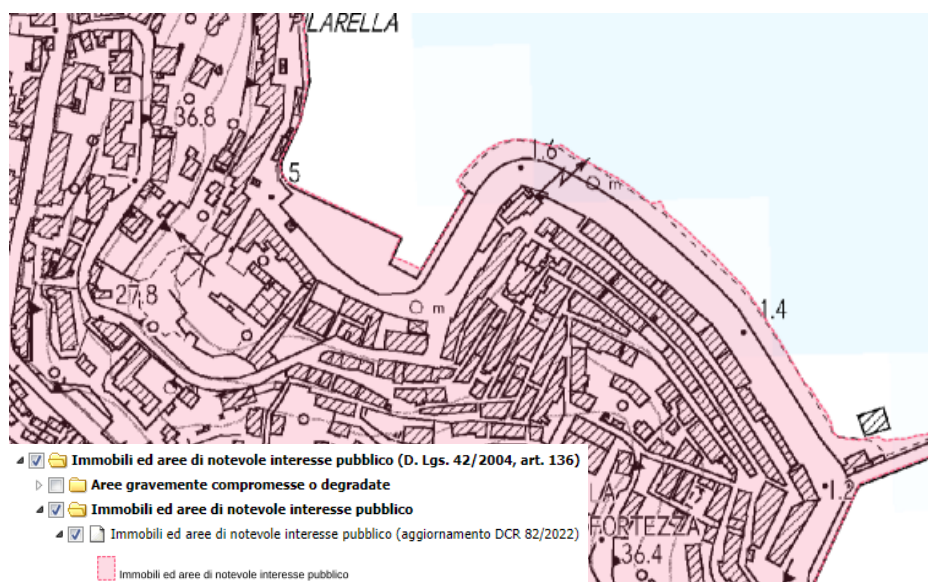 PILARELLA
36.8
1.6
m
5
27.8
m
1.4
1.2
LA
FORTEZZA
36.4
Immobili ed aree di notevole interesse pubblico (D. Lgs. 42/2004, art. 136)
Aree gravemente compromesse o degradate
Immobili ed aree di notevole interesse pubblico
Immobili ed aree di notevole interesse pubblico (aggiornamento DCR 82/2022)
Immobili ed aree di notevole interesse pubblico